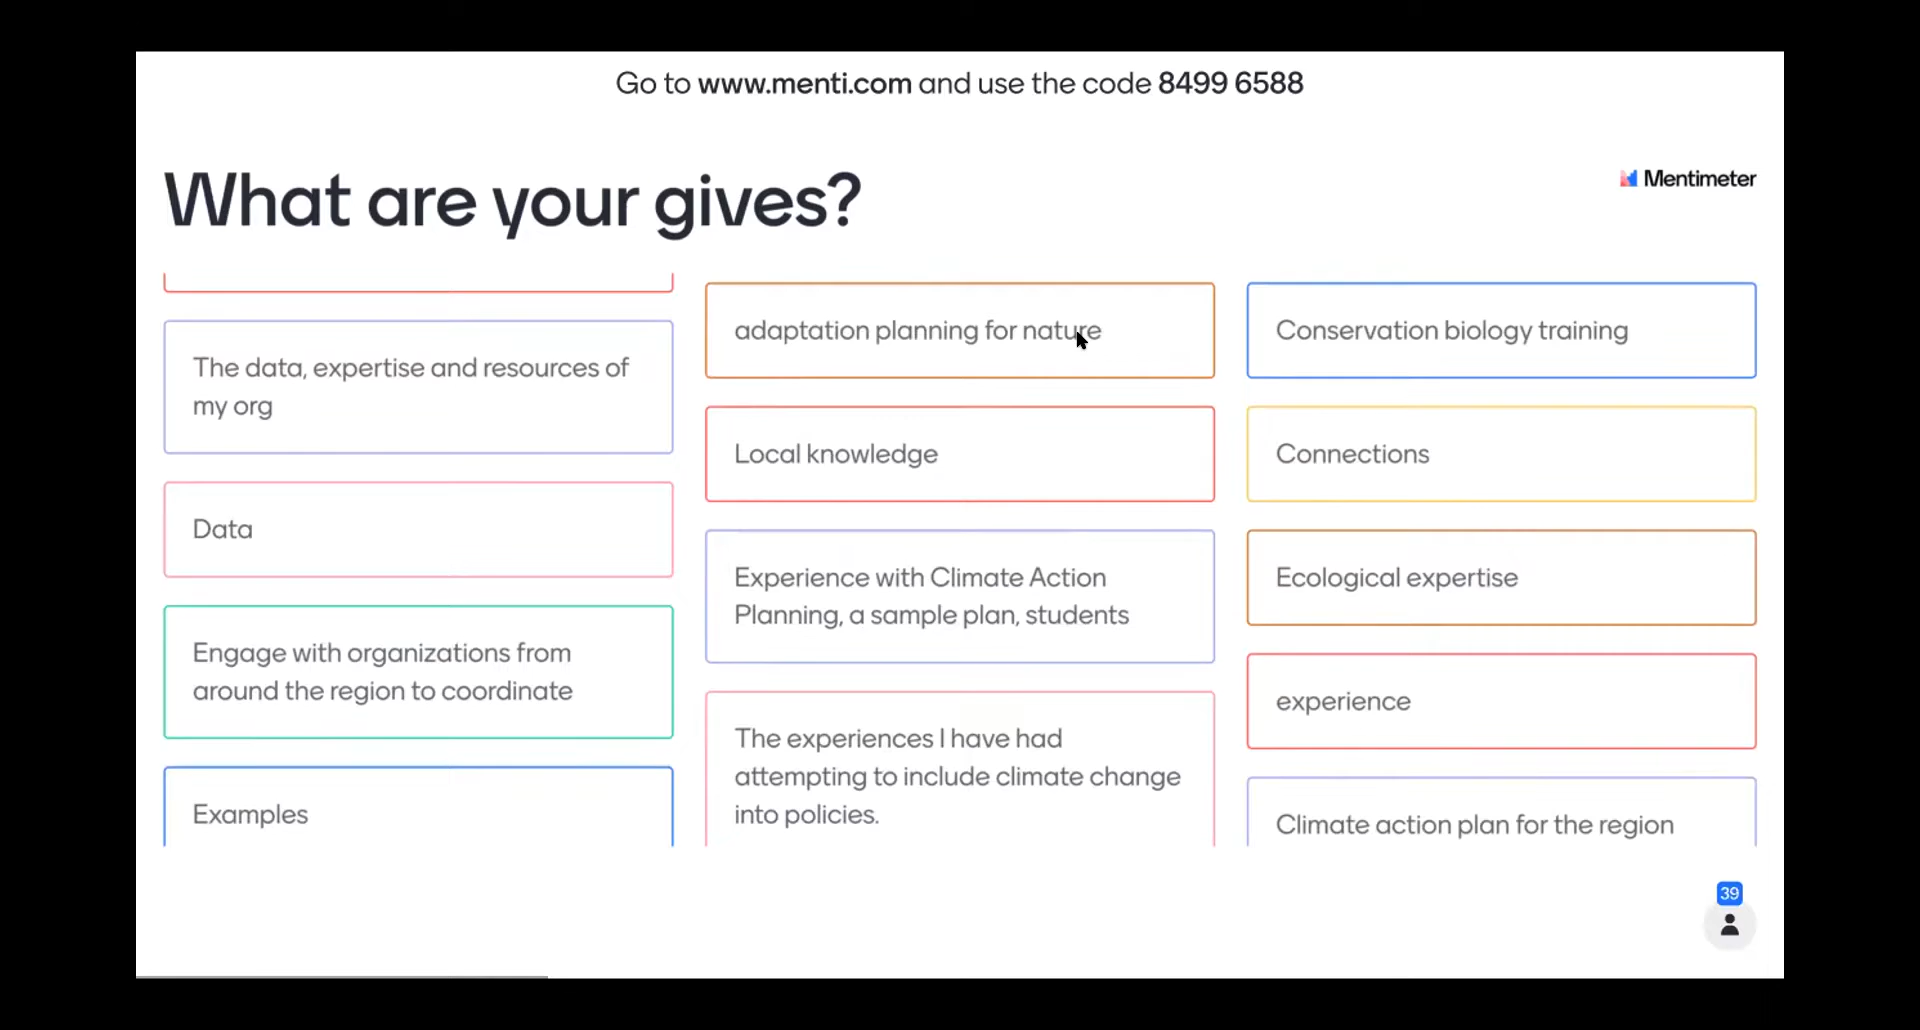 Go to www.menti.com and use the code 8499 6588
What are your gives?
Mentimeter
The data, expertise and resources of
my org
Data
Engage with organizations from
around the region to coordinate
Examples
adaptation planning for nature
Local knowledge
Experience with Climate Action
Planning, a sample plan, students
The experiences I have had
attempting to include climate change
into policies.
Conservation biology training
Connections
Ecological expertise
experience
Climate action plan for the region
39